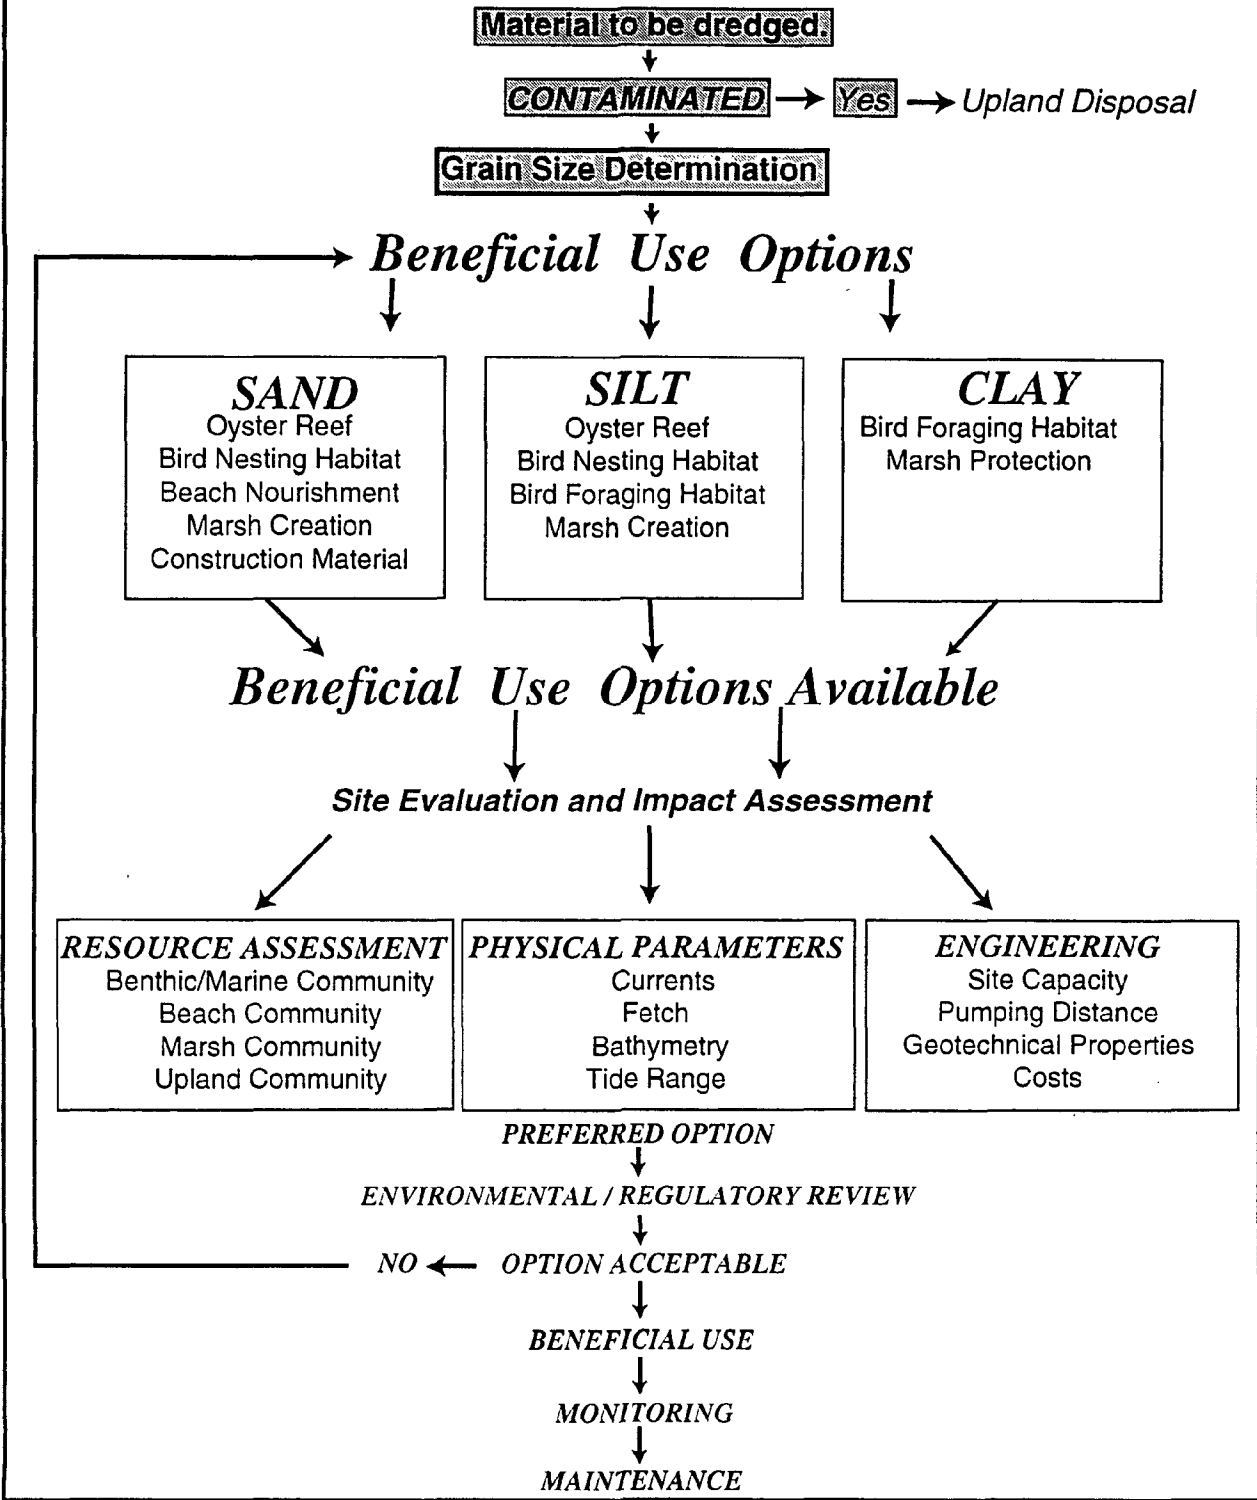 Material to be dredged.
CONTAMINATED
Yes
Upland Disposal
Grain Size Determination
Beneficial Use Options
SAND
Oyster Reef
Bird Nesting Habitat
Beach Nourishment
Marsh Creation
Construction Material
SILT
Oyster Reef
Bird Nesting Habitat
Bird Foraging Habitat
Marsh Creation
CLAY
Bird Foraging Habitat
Marsh Protection
Beneficial Use Options Available
Site Evaluation and Impact Assessment
RESOURCE ASSESSMENT
Benthic/Marine Community
Beach Community
Marsh Community
Upland Community
PHYSICAL PARAMETERS
Currents
Fetch
Bathymetry
Tide Range
ENGINEERING
Site Capacity
Pumping Distance
Geotechnical Properties
Costs
PREFERRED OPTION
ENVIRONMENTAL / REGULATORY REVIEW
NO
OPTION ACCEPTABLE
BENEFICIAL USE
MONITORING
MAINTENANCE